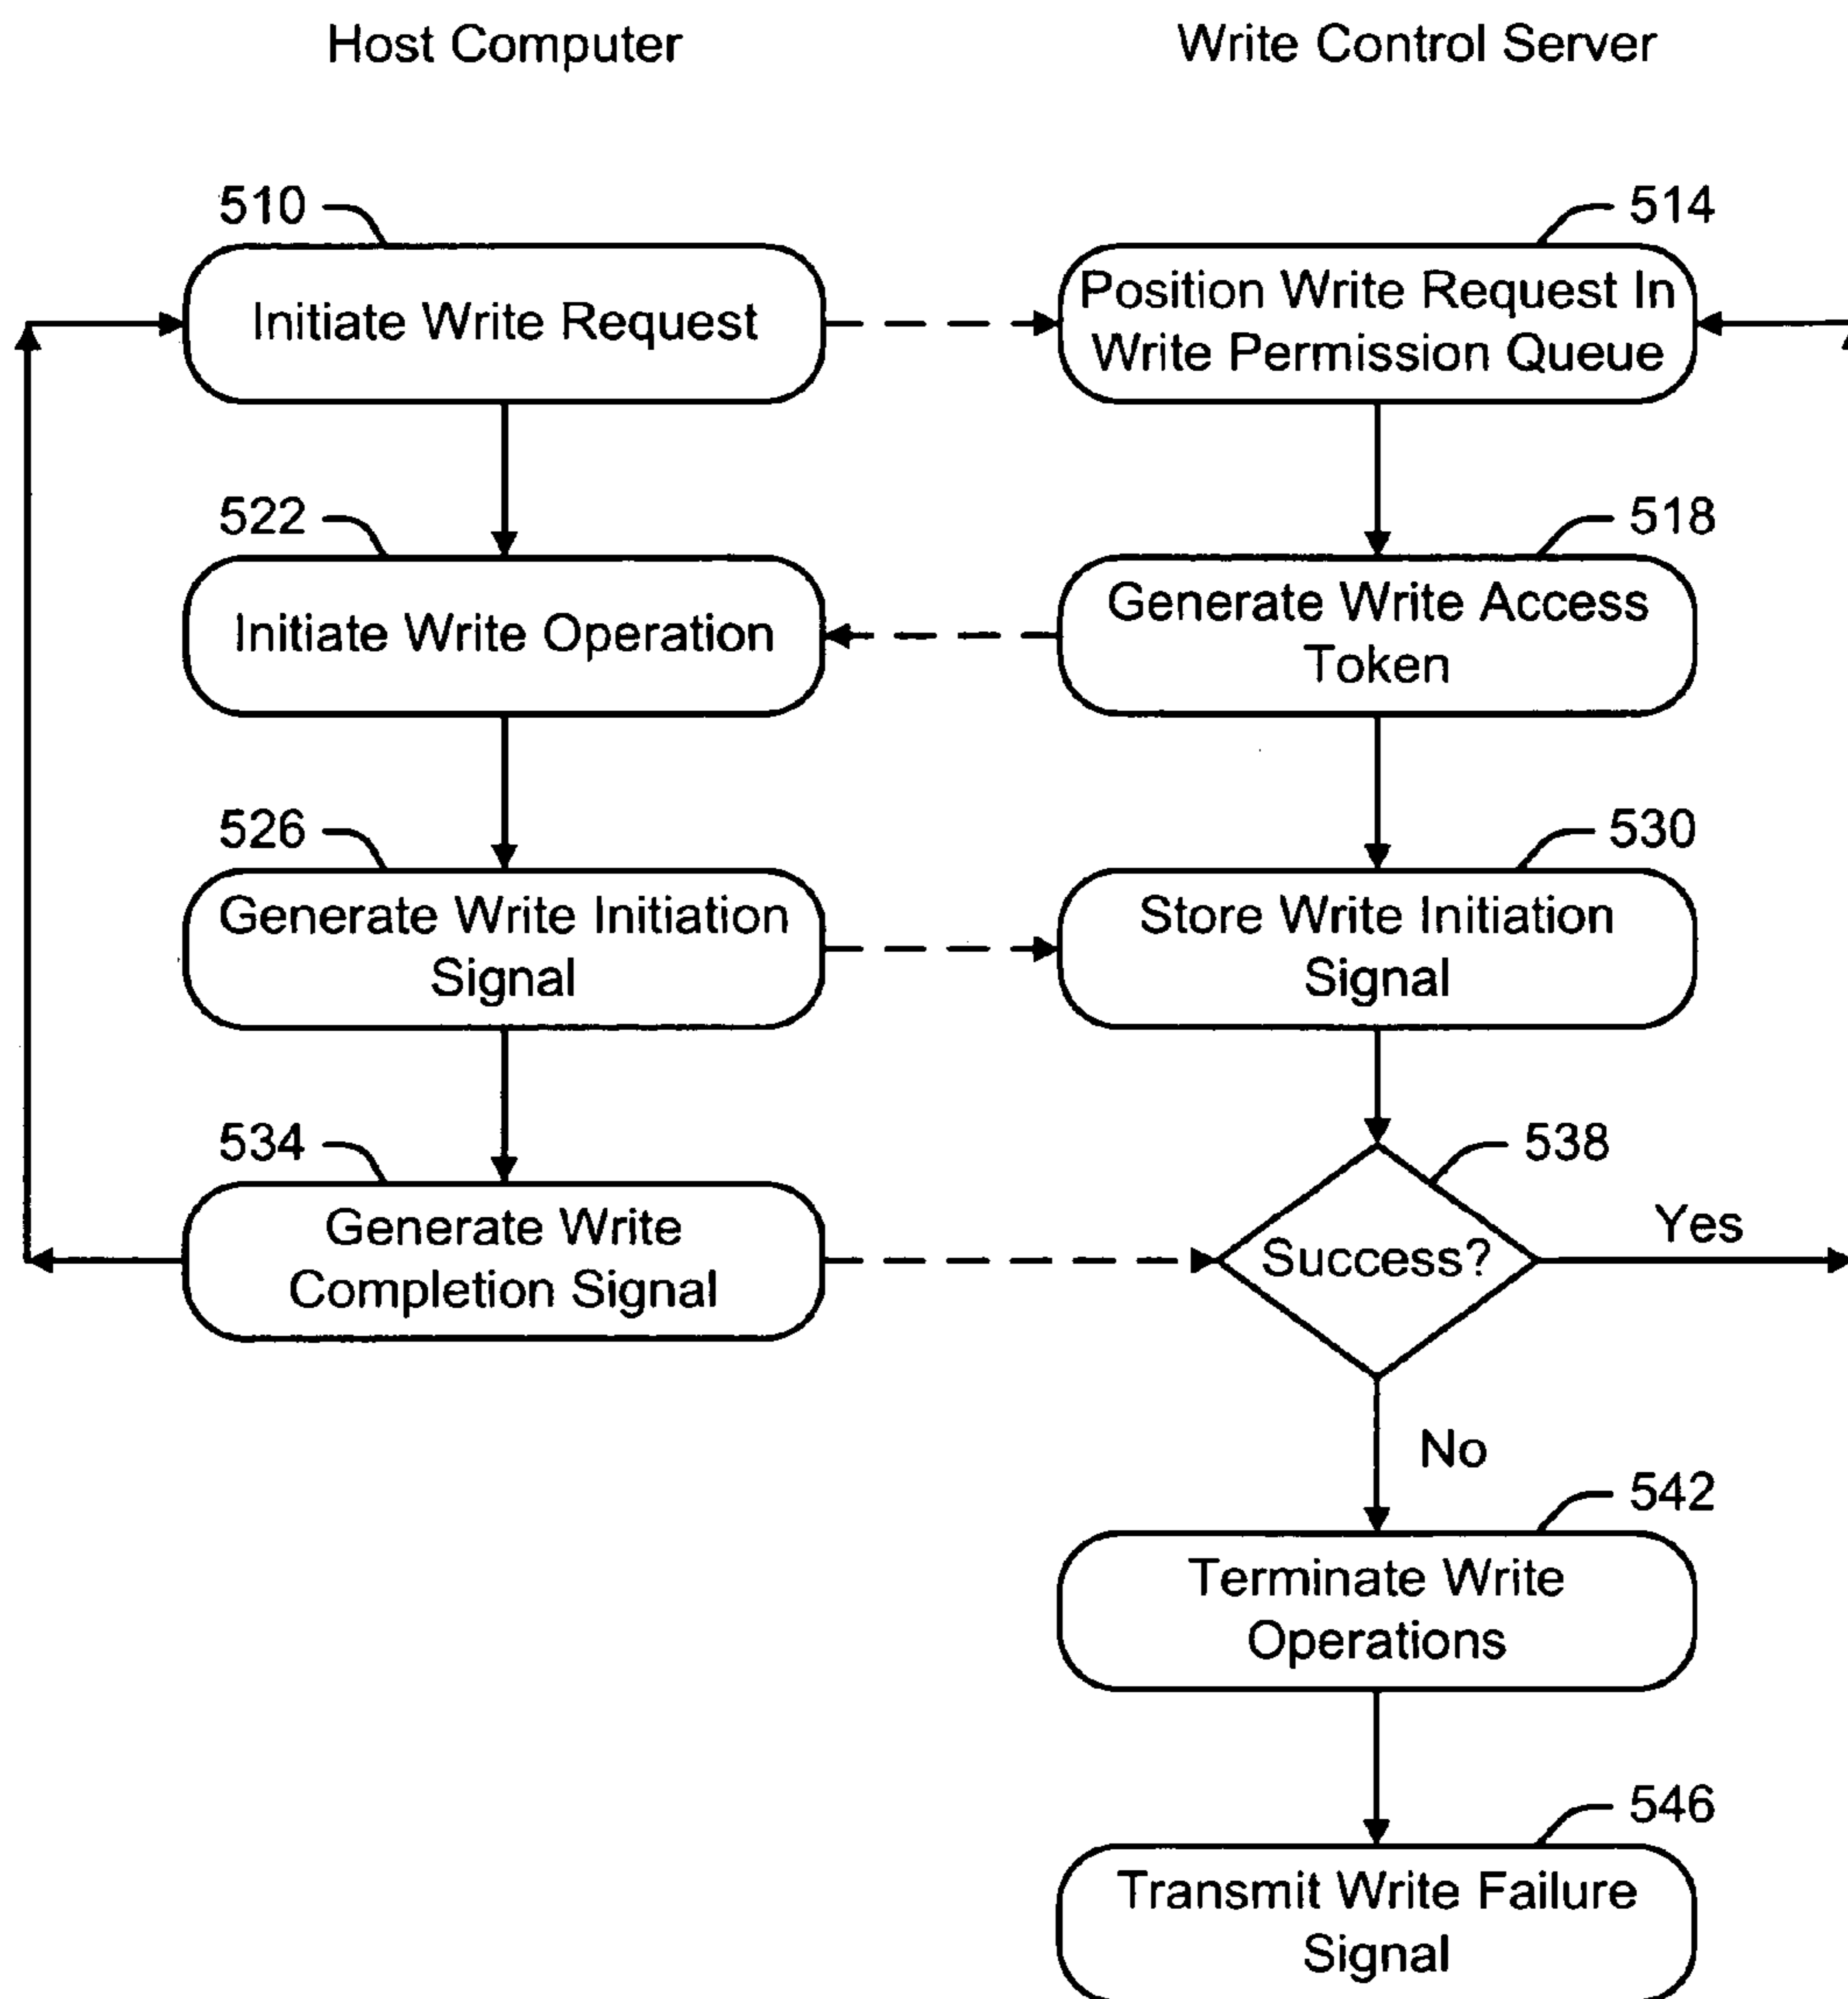 Host Computer
Write Control Server
510
514
Initiate Write Request
Position Write Request In
Write Permission Queue
522
518
Initiate Write Operation
Generate Write Access
Token
526
530
Generate Write Initiation
Signal
Store Write Initiation
Signal
534
538
Generate Write
Completion Signal
Success?
Yes
No
542
Terminate Write
Operations
546
Transmit Write Failure
Signal